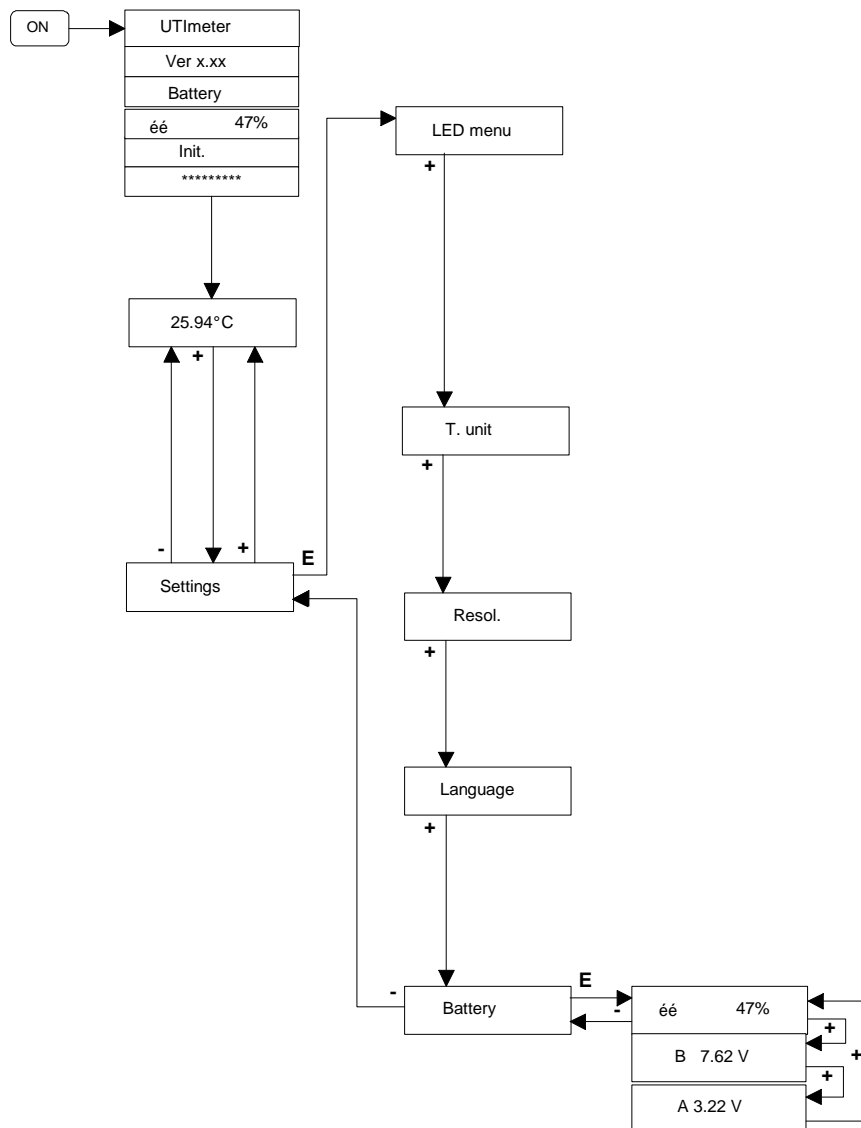 ON
UTImeter
Ver x.xx
Battery
éé 47%
Init.
*********
25.94°C
+
- +
Settings
E
LED menu
+
T. unit
+
Resol.
+
Language
+
-
Battery
E
-
éé 47%
+
B 7.62 V
+
+
A 3.22 V